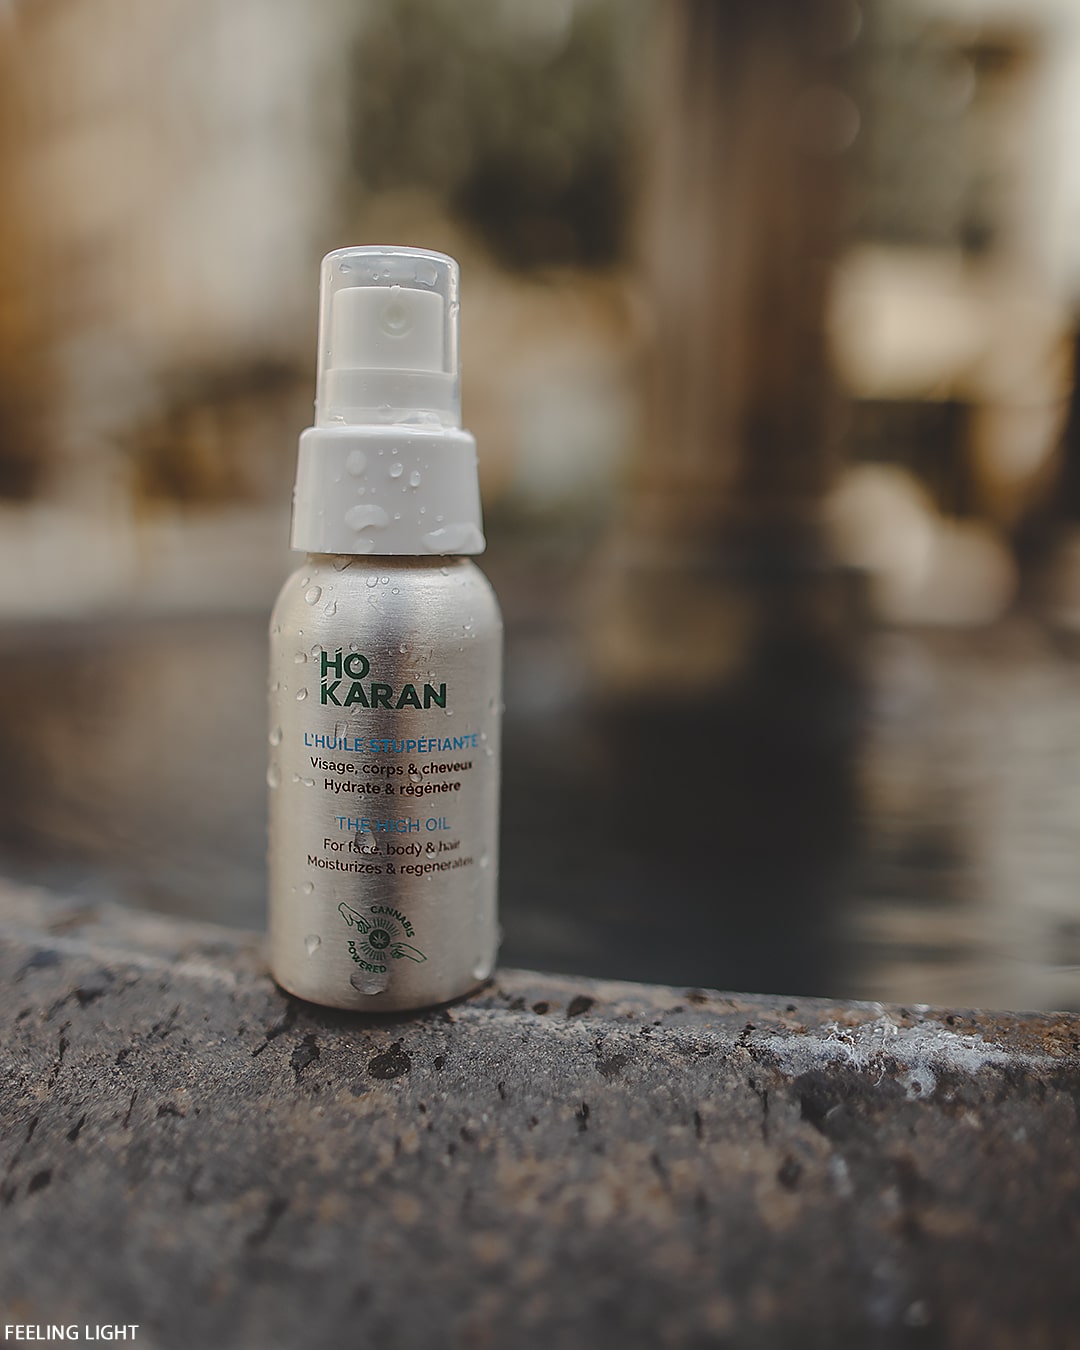 HO
KARAN
L'HUILE STUPÉFIANTE
Visage, corps & cheveux
Hydrate & régénère
THE HIGH OIL
For face, body & hair
Moisturizes & regenerates
CANNABIS
POWERED
FEELING LIGHT